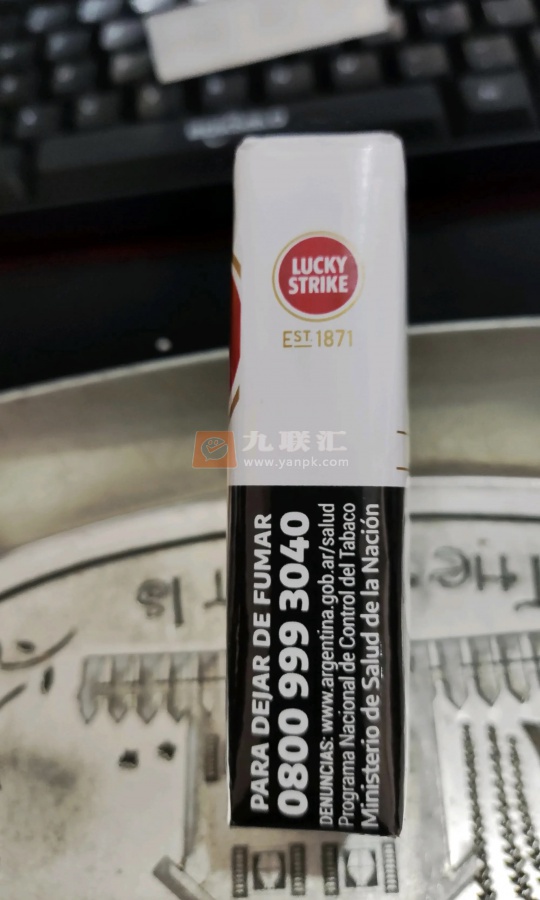 LUCKY
STRIKE
EST. 1871
九联汇
www.yanpk.com
PARA DEJAR DE FUMAR
0800 999 3040
DENUNCIAS: www.argentina.gob.ar/salud
Programa Nacional de Control del Tabaco
Ministerio de Salud de la Nación